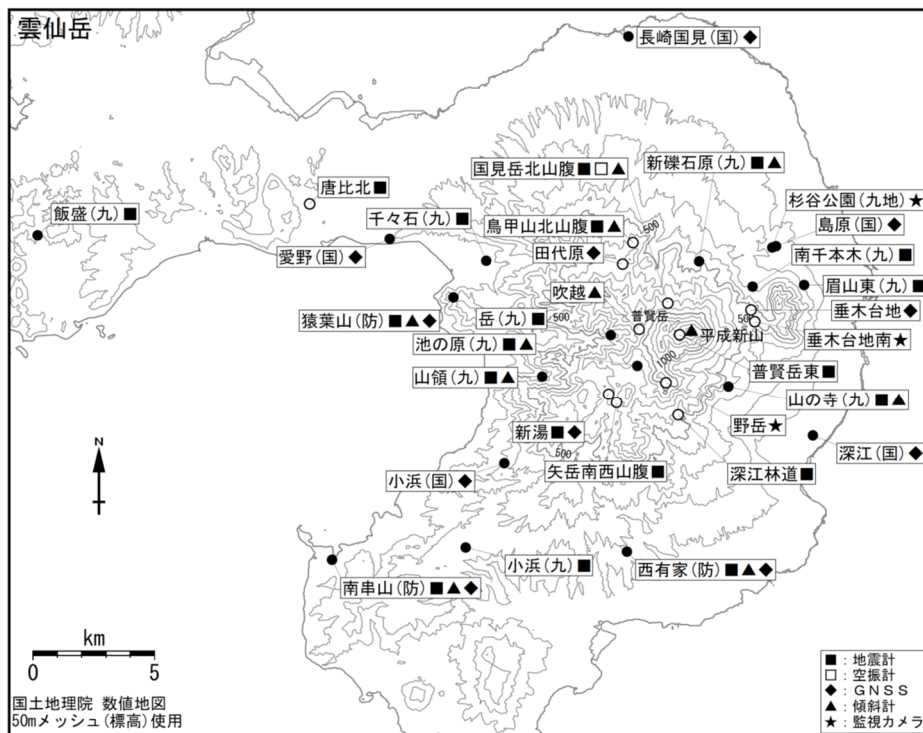 雲仙岳
長崎国見(国)◆
国見岳北山腹■□▲
新礫石原(九)■▲
唐比北■
杉谷公園(九地)★
飯盛(九)■
千々石(九)■
鳥甲山北山腹■▲
島原(国)◆
愛野(国)◆
田代原◆
500
南千本木(九)■
吹越▲
眉山東(九)■
猿葉山(防)■▲◆
岳(九)■
500
普賢岳
500
垂木台地◆
池の原(九)■▲
平成新山
垂木台地南★
1000
山領(九)■▲
普賢岳東■
山の寺(九)■▲
新湯■◆
野岳★
N
500
深江(国)◆
小浜(国)◆
矢岳南西山腹■
深江林道■
小浜(九)■
西有家(防)■▲◆
南串山(防)■▲◆
km
0 5
国土地理院 数値地図
50mメッシュ(標高)使用
■:地震計
□:空振計
◆:GNSS
▲:傾斜計
★:監視カメラ